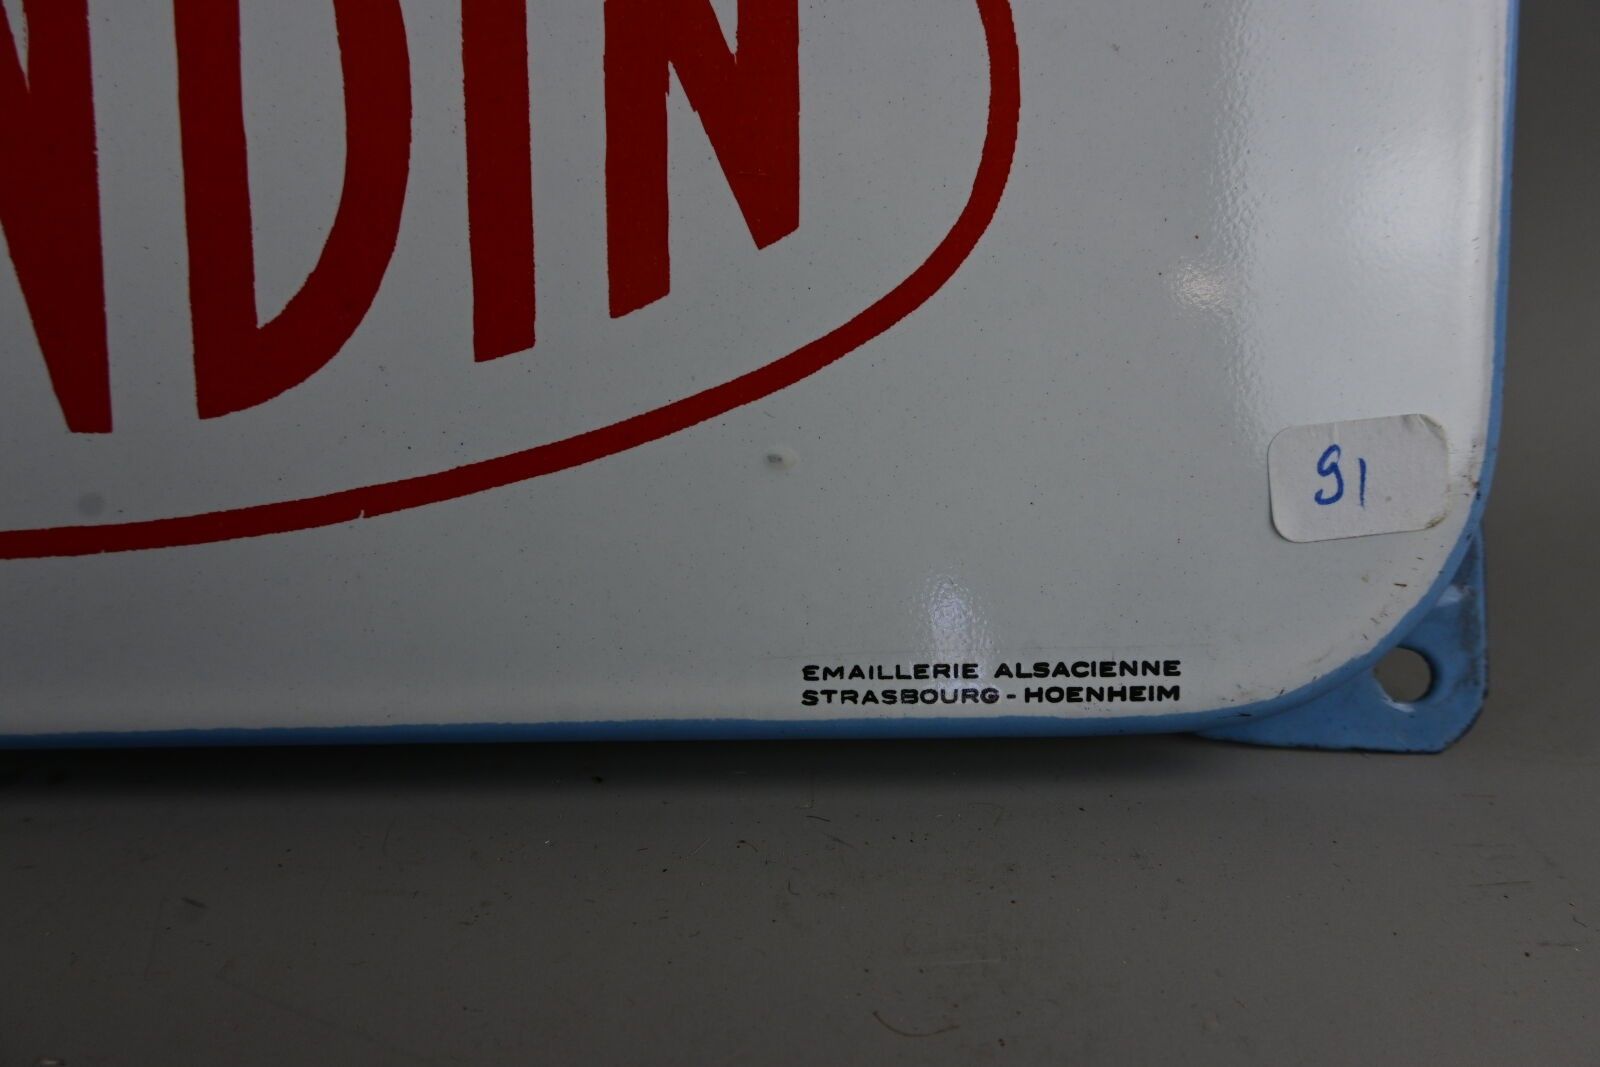 NDIN
91
EMAILLERIE ALSACIENNE
STRASBOURG - HOENHEIM